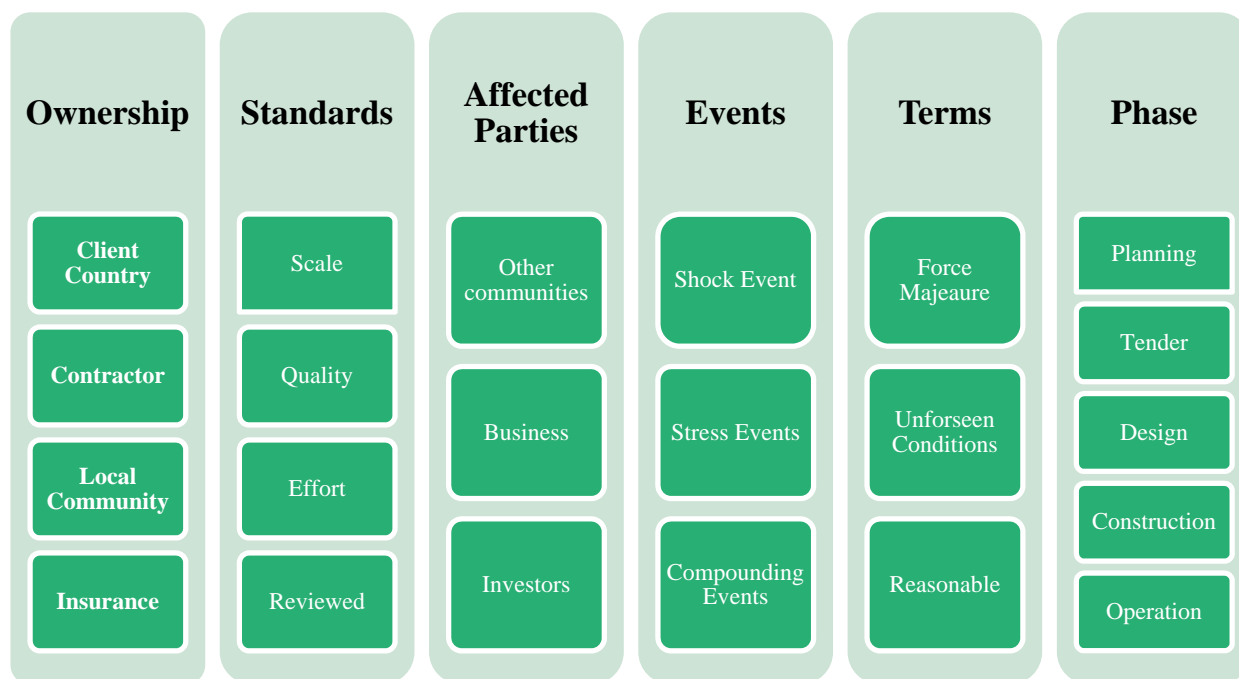 Ownership
Client
Country
Contractor
Local
Community
Insurance
Standards
Scale
Quality
Effort
Reviewed
Affected
Parties
Other
communities
Business
Investors
Events
Shock Event
Stress Events
Compounding
Events
Terms
Force
Majeaure
Unforseen
Conditions
Reasonable
Phase
Planning
Tender
Design
Construction
Operation